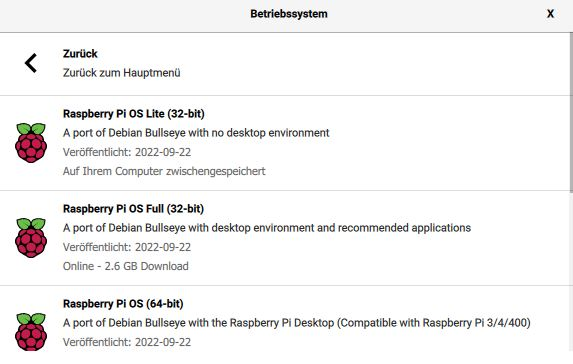 Betriebssystem X
Zurück
Zurück zum Hauptmenü
Raspberry Pi OS Lite (32-bit)
A port of Debian Bullseye with no desktop environment
Veröffentlicht: 2022-09-22
Auf Ihrem Computer zwischengespeichert
Raspberry Pi OS Full (32-bit)
A port of Debian Bullseye with desktop environment and recommended applications
Veröffentlicht: 2022-09-22
Online - 2.6 GB Download
Raspberry Pi OS (64-bit)
A port of Debian Bullseye with the Raspberry Pi Desktop (Compatible with Raspberry Pi 3/4/400)
Veröffentlicht: 2022-09-22